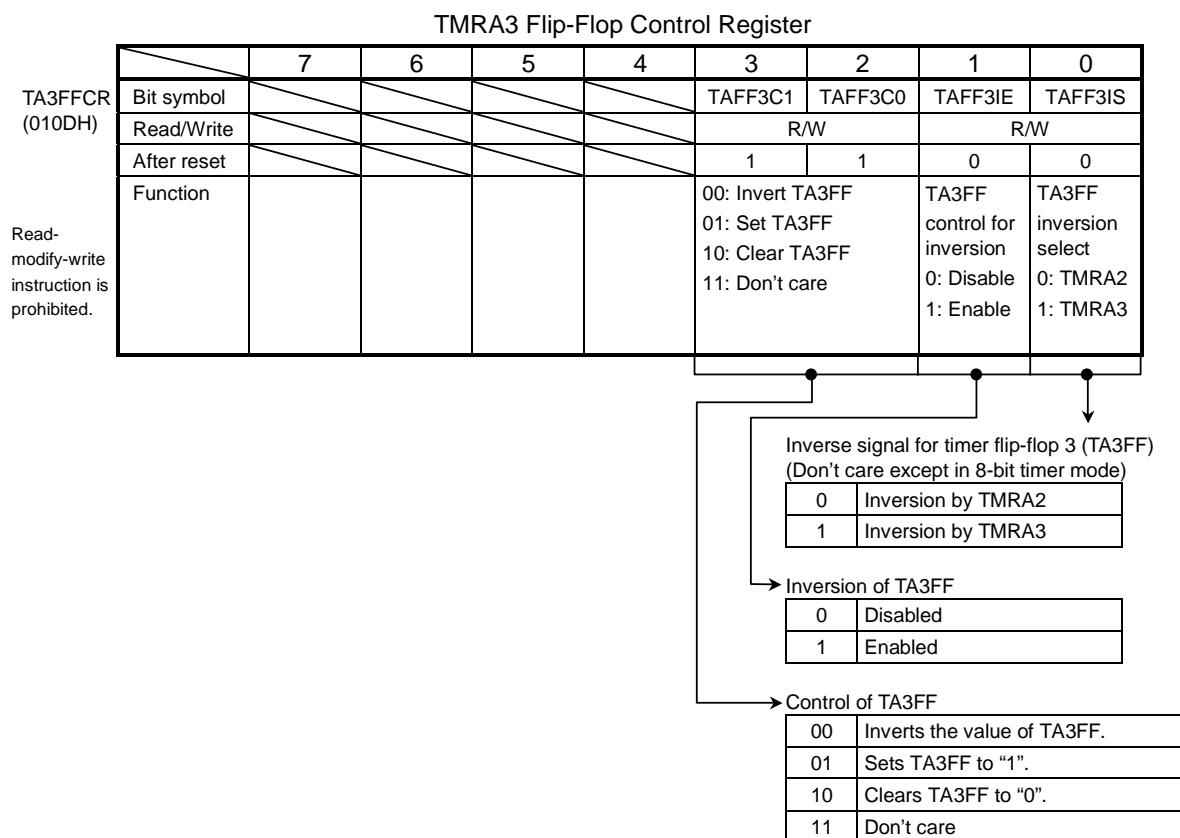 TMRA3 Flip-Flop Control Register
7 6 5 4 3 2 1 0
TA3FFCR
(010DH)
Bit symbol TAFF3C1 TAFF3C0 TAFF3IE TAFF3IS
Read/Write R/W R/W
After reset 1 1 0 0
Function
00: Invert TA3FF
01: Set TA3FF
10: Clear TA3FF
11: Don't care
TA3FF
control for
inversion
0: Disable
1: Enable
TA3FF
inversion
select
0: TMRA2
1: TMRA3
Read-
modify-write
instruction is
prohibited.
Inverse signal for timer flip-flop 3 (TA3FF)
(Don't care except in 8-bit timer mode)
0 Inversion by TMRA2
1 Inversion by TMRA3
Inversion of TA3FF
0 Disabled
1 Enabled
Control of TA3FF
00 Inverts the value of TA3FF.
01 Sets TA3FF to “1”.
10 Clears TA3FF to “0”.
11 Don't care